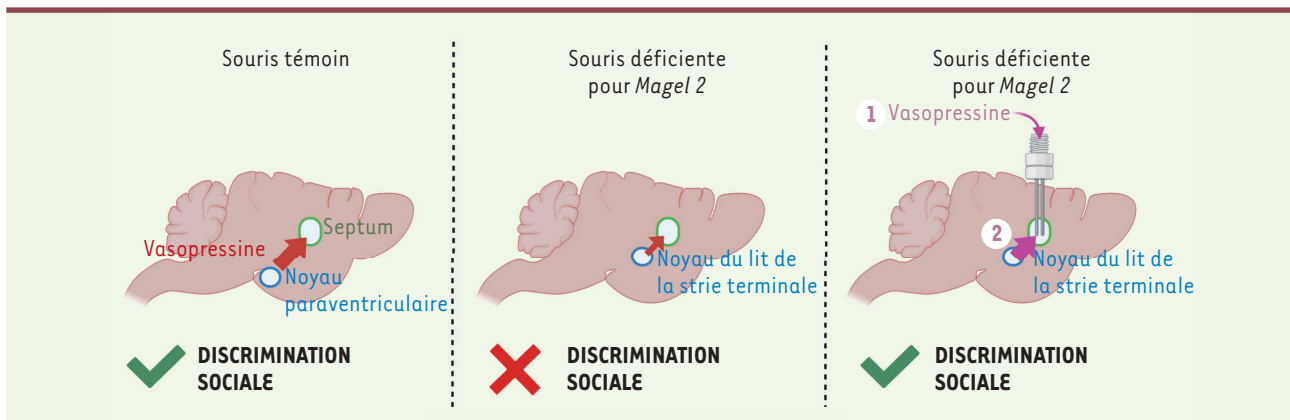 Souris témoin
Vasopressine
Septum
Noyau
paraventriculaire
DISCRIMINATION
SOCIALE
Souris déficiente
pour Magel 2
Noyau du lit de
la strie terminale
DISCRIMINATION
SOCIALE
Souris déficiente
pour Magel 2
1 Vasopressine
2
Noyau du lit de
la strie terminale
DISCRIMINATION
SOCIALE